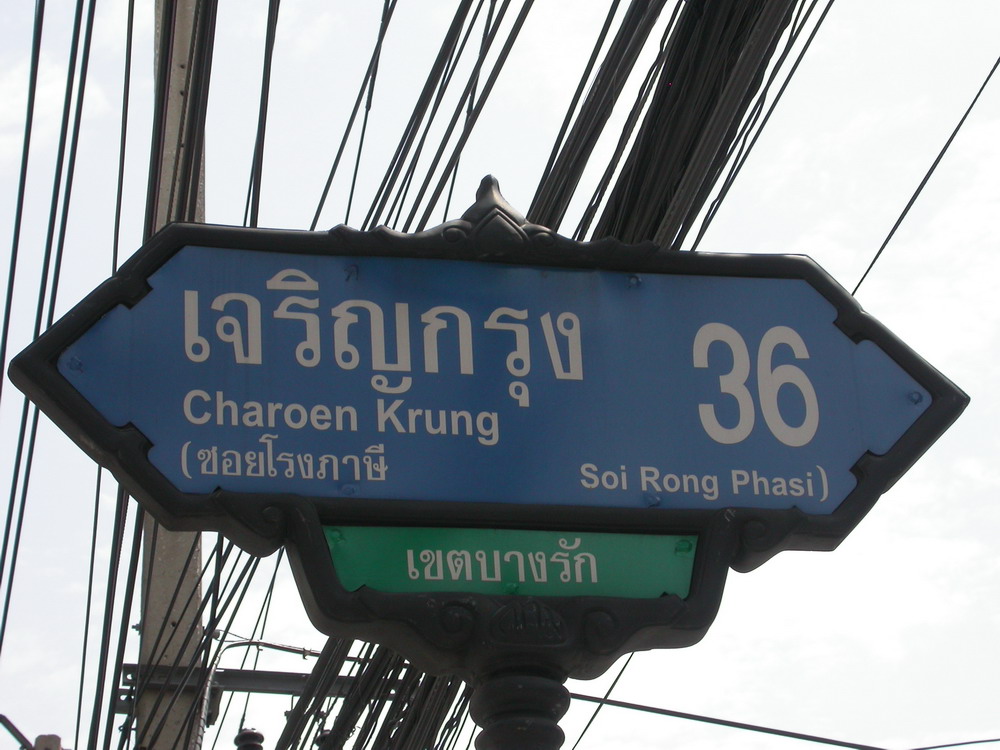 เจริญกรุง 36
Charoen Krung
(ซอยโรงภาษี Soi Rong Phasi)
เขตบางรัก